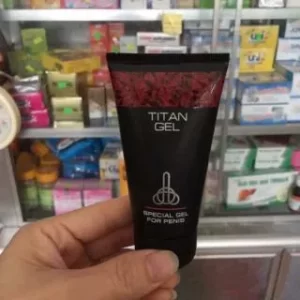 TITAN
GEL
SPECIAL GEL
FOR PENIS